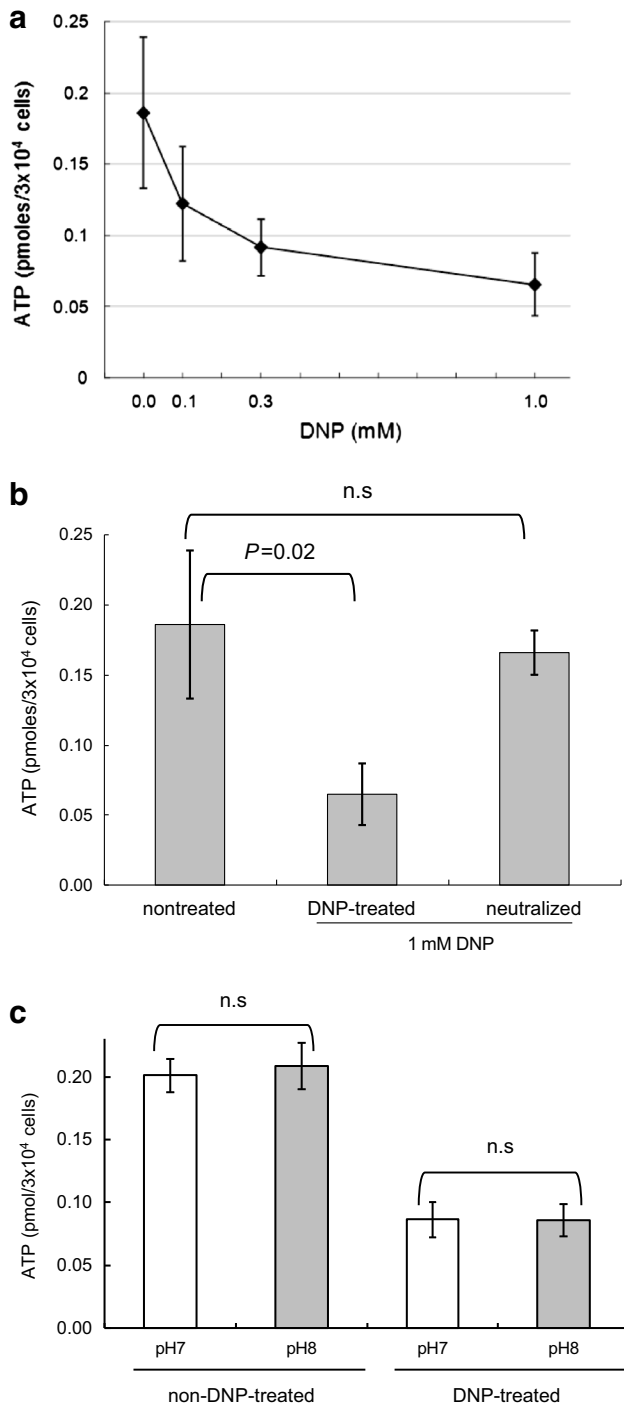 a
0.25
0.2
0.15
0.1
0.05
0
ATP (pmoles/3x10⁴ cells)
0.0 0.1 0.3 1.0
DNP (mM)
b
n.s
P=0.02
0.25
0.20
0.15
0.10
0.05
0.00
ATP (pmoles/3x10⁴ cells)
nontreated DNP-treated neutralized
1 mM DNP
c
n.s
n.s
0.20
0.15
0.10
0.05
0.00
ATP (pmol/3x10⁴ cells)
pH7 pH8 pH7 pH8
non-DNP-treated DNP-treated